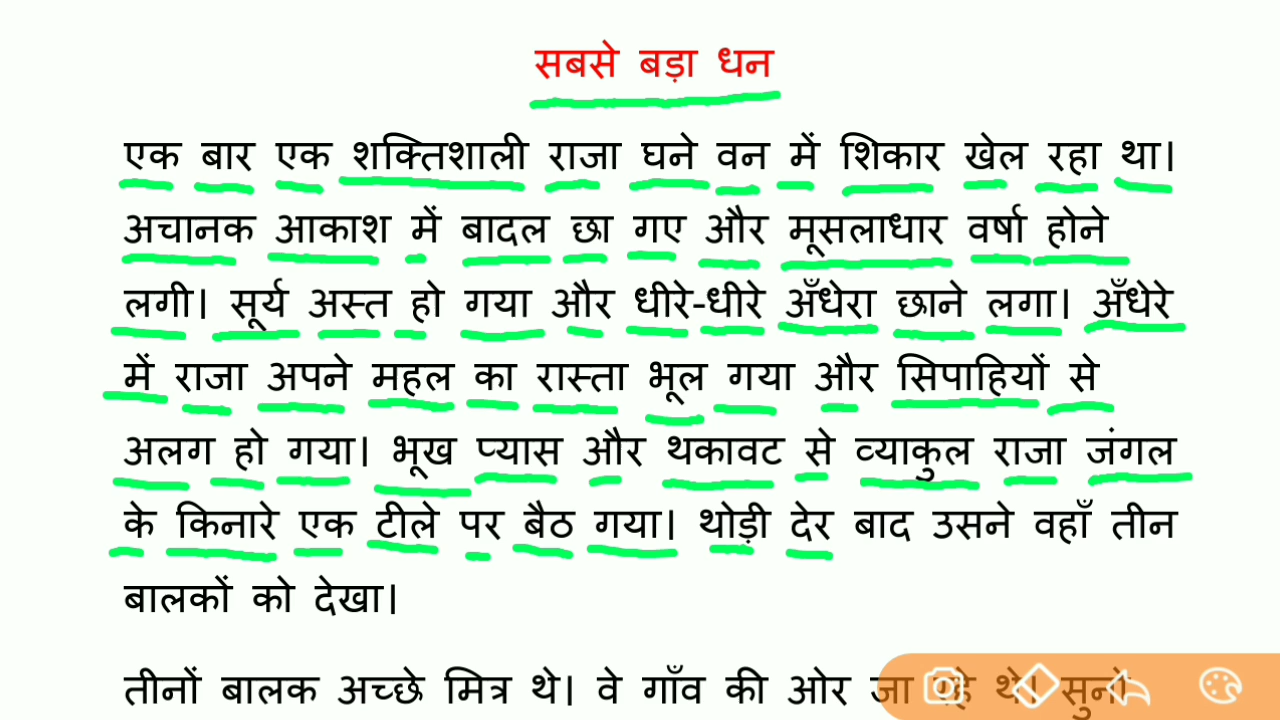 सबसे बड़ा धन
एक बार एक शक्तिशाली राजा घने वन में शिकार खेल रहा था।
अचानक आकाश में बादल छा गए और मूसलाधार वर्षा होने
लगी। सूर्य अस्त हो गया और धीरे-धीरे अँधेरा छाने लगा। अँधेरे
में राजा अपने महल का रास्ता भूल गया और सिपाहियों से
अलग हो गया। भूख प्यास और थकावट से व्याकुल राजा जंगल
के किनारे एक टीले पर बैठ गया। थोड़ी देर बाद उसने वहाँ तीन
बालकों को देखा।
तीनों बालक अच्छे मित्र थे। वे गाँव की ओर जा रहे थे। सुनो